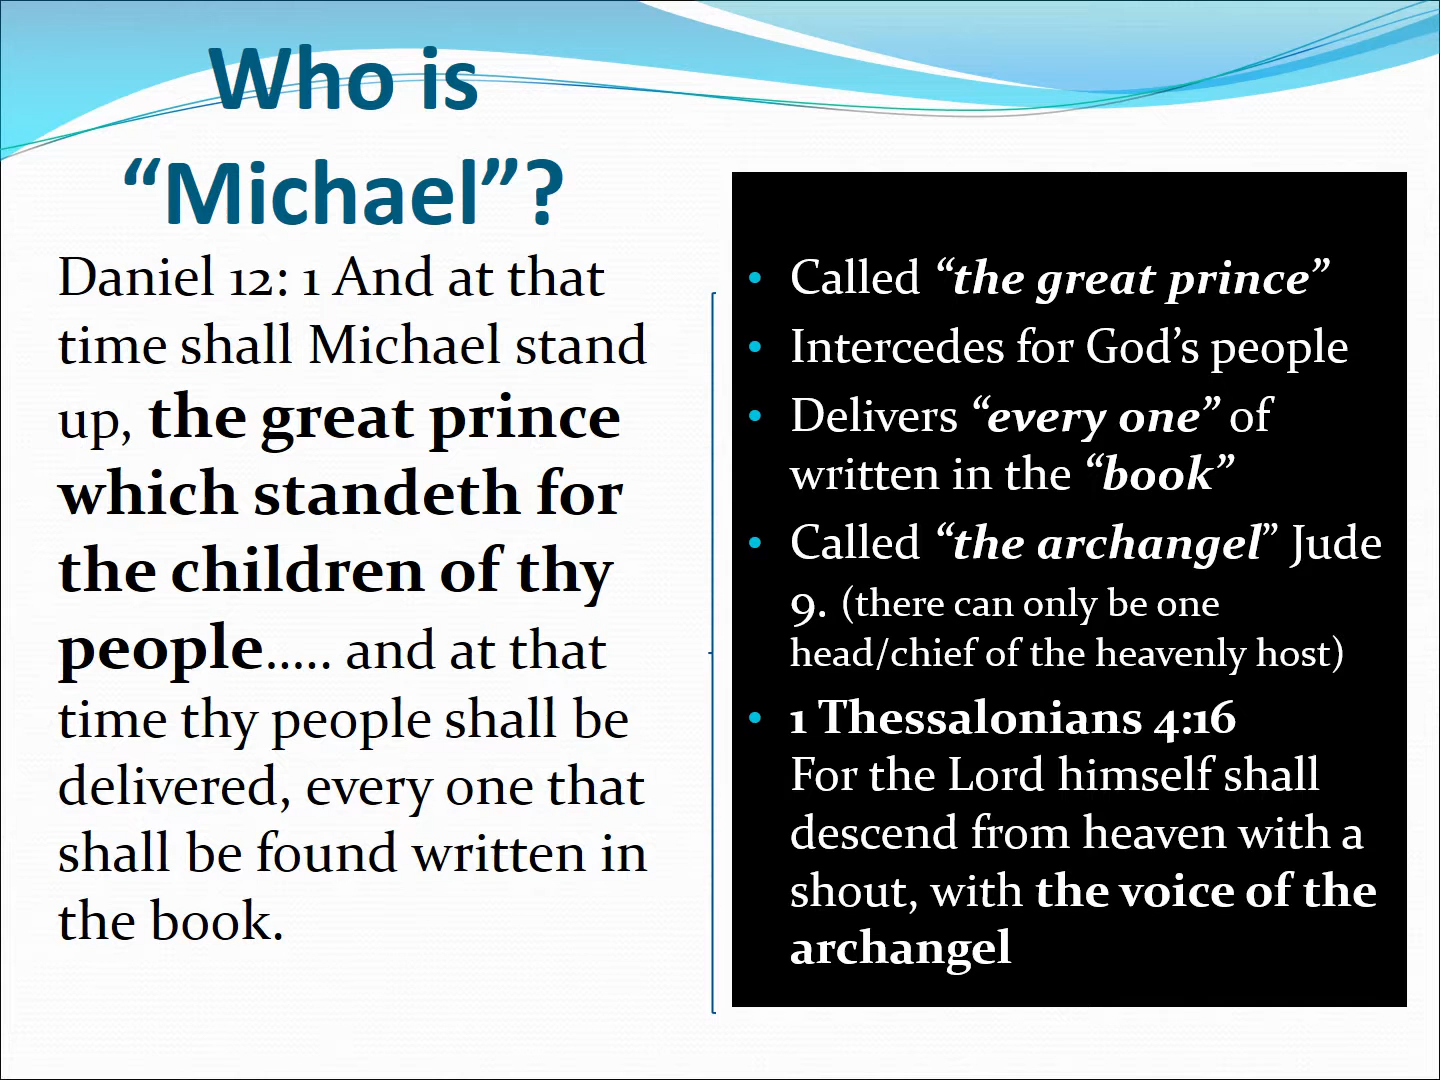 Who is
“Michael”?
Daniel 12: 1 And at that
time shall Michael stand
up, the great prince
which standeth for
the children of thy
people..... and at that
time thy people shall be
delivered, every one that
shall be found written in
the book.
• Called “the great prince”
• Intercedes for God’s people
• Delivers “every one” of
written in the “book”
• Called “the archangel” Jude
9. (there can only be one
head/chief of the heavenly host)
• 1 Thessalonians 4:16
For the Lord himself shall
descend from heaven with a
shout, with the voice of the
archangel